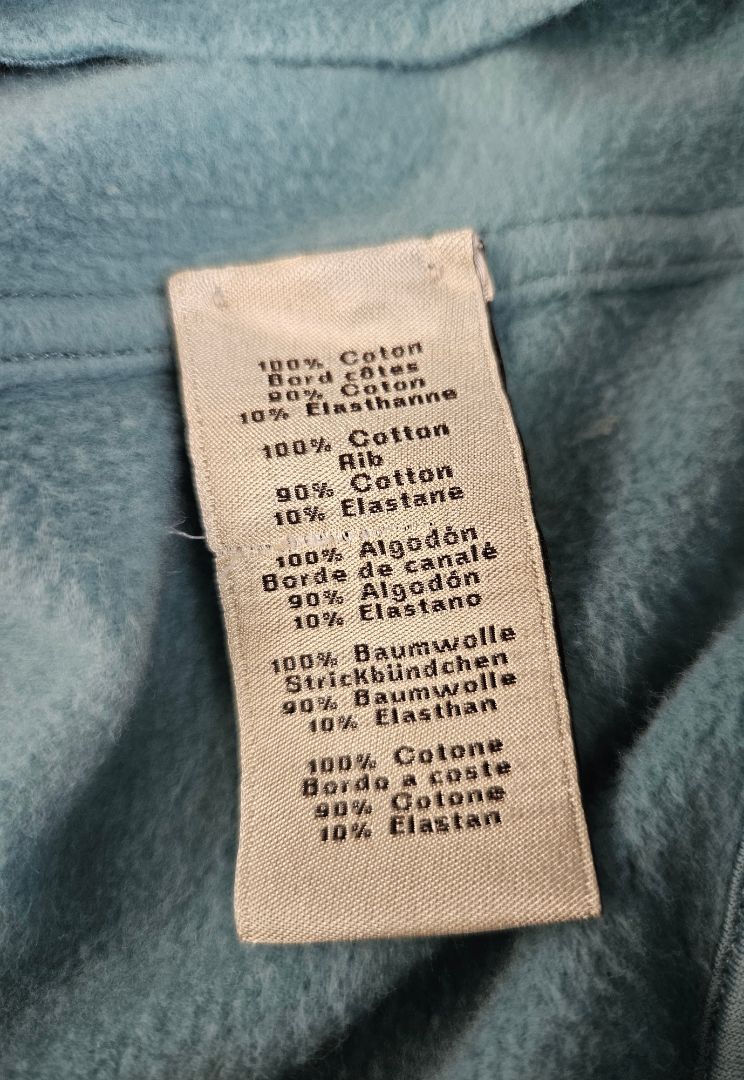 100% Coton
Bord côtes
90% Coton
10% Elasthanne
100% Cotton
Rib
90% Cotton
10% Elastane
100% Algodón
Borde de canalé
90% Algodón
10% Elastano
100% Baumwolle
Strickbündchen
90% Baumwolle
10% Elasthan
100% Cotone
Bordo a coste
90% Cotone
10% Elastan